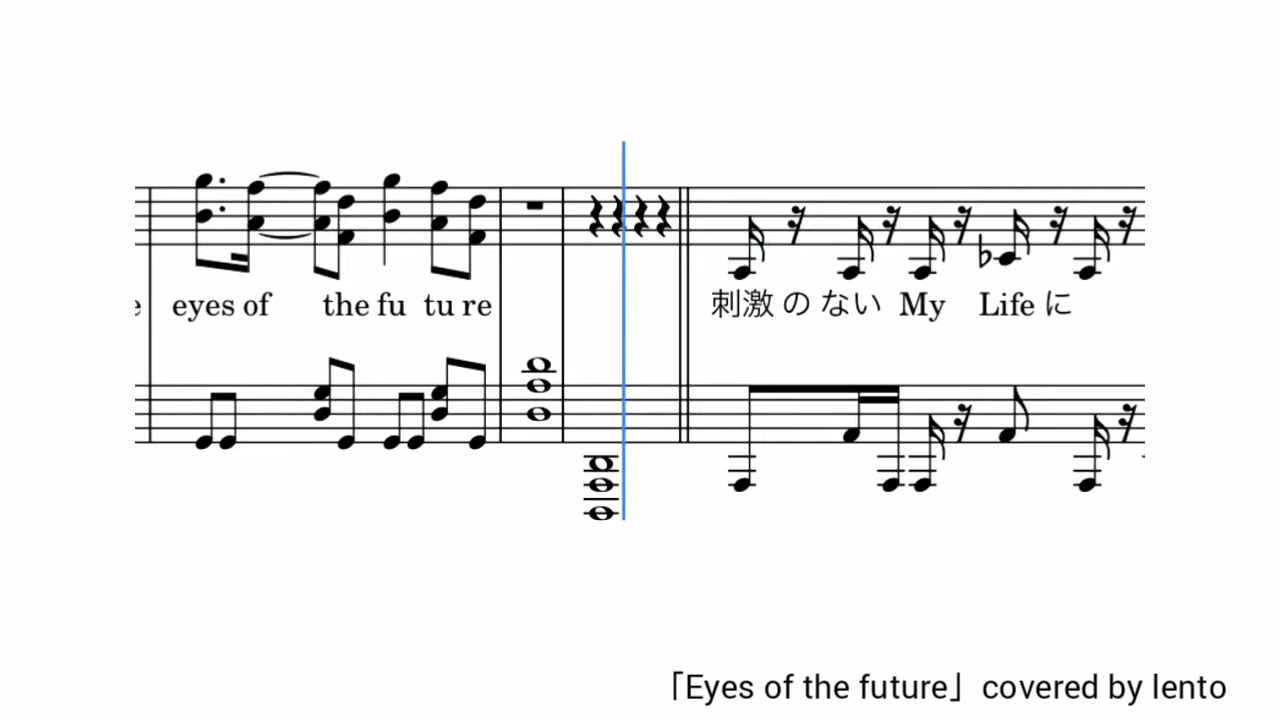 eyes of the fu tu re 刺激 の ない My Life に
「Eyes of the future」 covered by lento